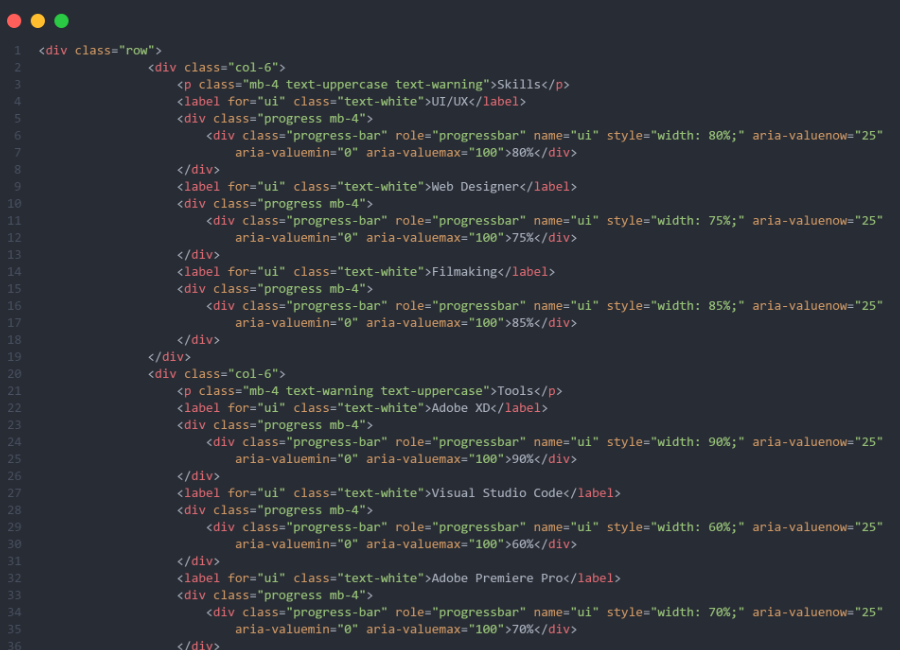 1 <div class="row">
2 <div class="col-6">
3 <p class="mb-4 text-uppercase text-warning">Skills</p>
4 <label for="ui" class="text-white">UI/UX</label>
5 <div class="progress mb-4">
6 <div class="progress-bar" role="progressbar" name="ui" style="width: 80%;" aria-valuenow="25"
7 aria-valuemin="0" aria-valuemax="100">80%</div>
8 </div>
9 <label for="ui" class="text-white">Web Designer</label>
10 <div class="progress mb-4">
11 <div class="progress-bar" role="progressbar" name="ui" style="width: 75%;" aria-valuenow="25"
12 aria-valuemin="0" aria-valuemax="100">75%</div>
13 </div>
14 <label for="ui" class="text-white">Filmaking</label>
15 <div class="progress mb-4">
16 <div class="progress-bar" role="progressbar" name="ui" style="width: 85%;" aria-valuenow="25"
17 aria-valuemin="0" aria-valuemax="100">85%</div>
18 </div>
19 </div>
20 <div class="col-6">
21 <p class="mb-4 text-warning text-uppercase">Tools</p>
22 <label for="ui" class="text-white">Adobe XD</label>
23 <div class="progress mb-4">
24 <div class="progress-bar" role="progressbar" name="ui" style="width: 90%;" aria-valuenow="25"
25 aria-valuemin="0" aria-valuemax="100">90%</div>
26 </div>
27 <label for="ui" class="text-white">Visual Studio Code</label>
28 <div class="progress mb-4">
29 <div class="progress-bar" role="progressbar" name="ui" style="width: 60%;" aria-valuenow="25"
30 aria-valuemin="0" aria-valuemax="100">60%</div>
31 </div>
32 <label for="ui" class="text-white">Adobe Premiere Pro</label>
33 <div class="progress mb-4">
34 <div class="progress-bar" role="progressbar" name="ui" style="width: 70%;" aria-valuenow="25"
35 aria-valuemin="0" aria-valuemax="100">70%</div>
36 </div>